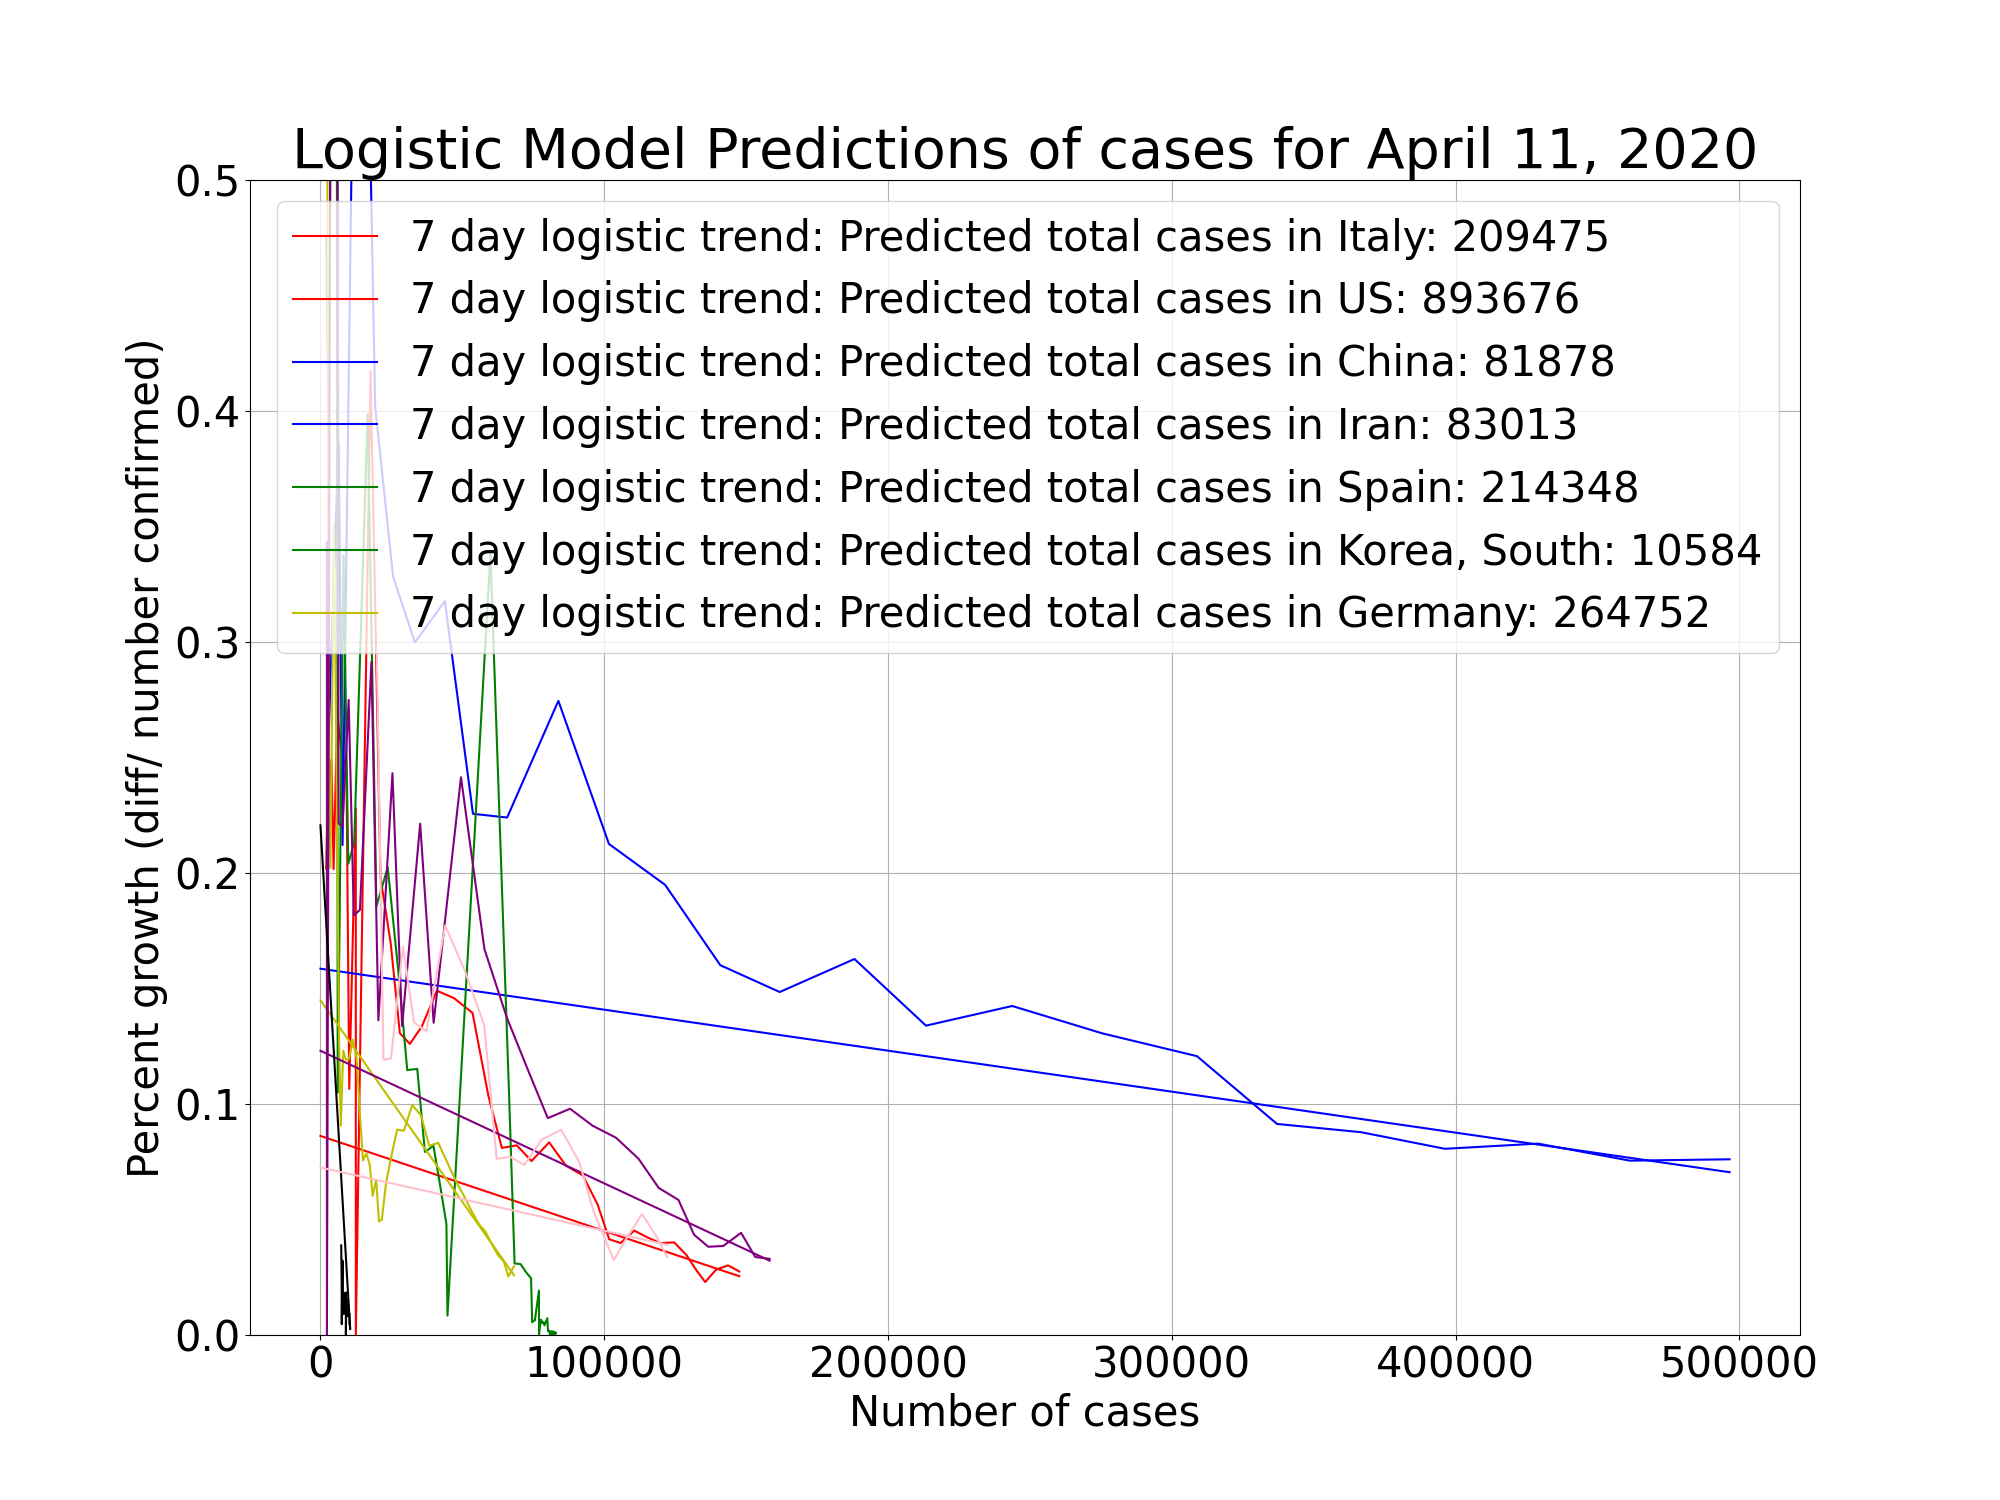 Logistic Model Predictions of cases for April 11, 2020
0.5
0.4
0.3
0.2
0.1
0.0
Percent growth (diff/ number confirmed)
7 day logistic trend: Predicted total cases in Italy: 209475
7 day logistic trend: Predicted total cases in US: 893676
7 day logistic trend: Predicted total cases in China: 81878
7 day logistic trend: Predicted total cases in Iran: 83013
7 day logistic trend: Predicted total cases in Spain: 214348
7 day logistic trend: Predicted total cases in Korea, South: 10584
7 day logistic trend: Predicted total cases in Germany: 264752
0 100000 200000 300000 400000 500000
Number of cases